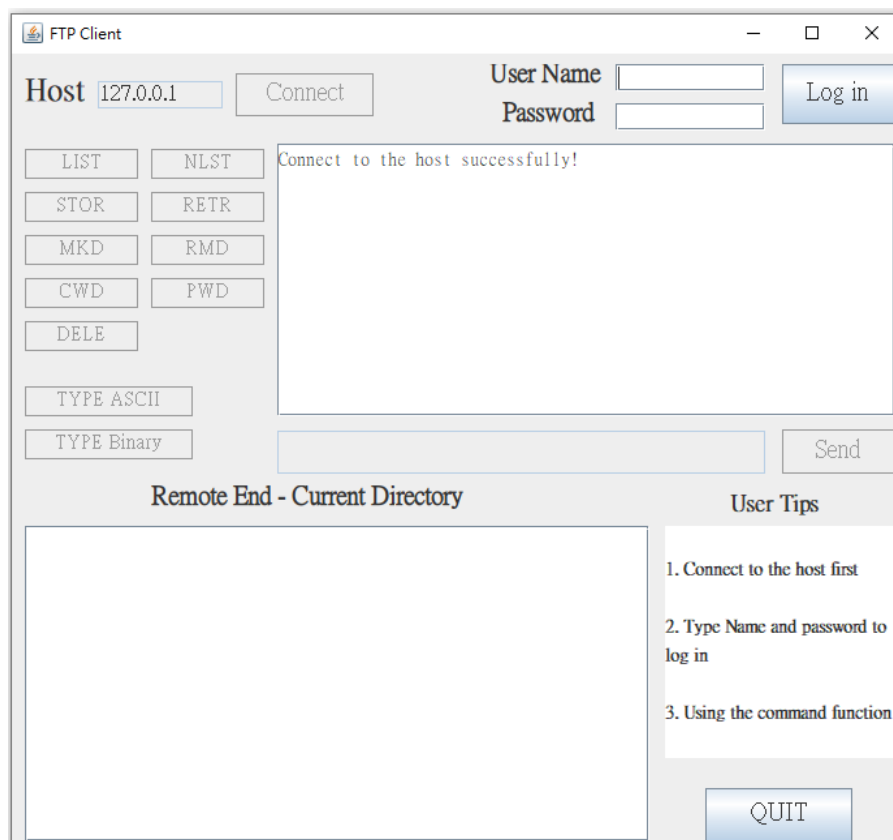 FTP Client
Host 127.0.0.1 Connect User Name Log in
Password
LIST NLST
STOR RETR
MKD RMD
CWD PWD
DELE
TYPE ASCII
TYPE Binary
Connect to the host successfully!
Send
Remote End - Current Directory
User Tips
1. Connect to the host first
2. Type Name and password to
log in
3. Using the command function
QUIT